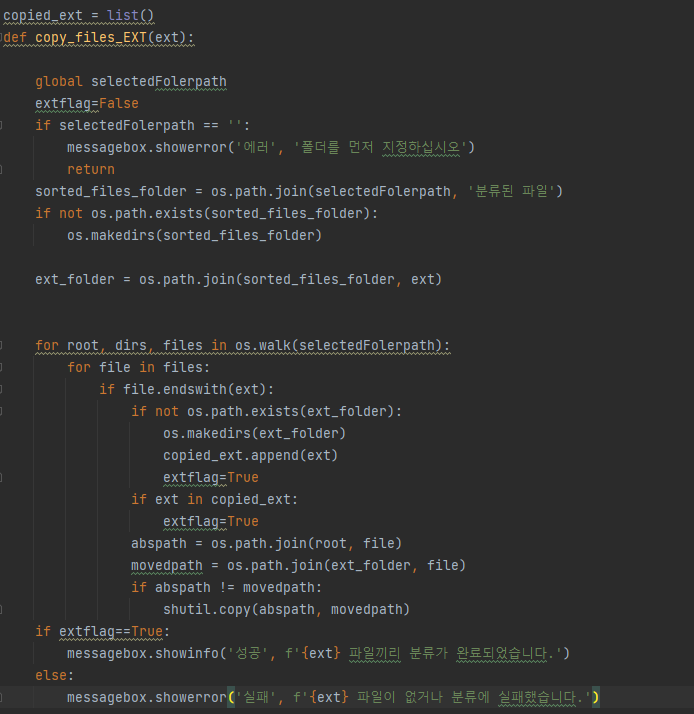 copied_ext = list()
def copy_files_EXT(ext):
    global selectedFolerpath
    extflag=False
    if selectedFolerpath == '':
        messagebox.showerror('에러', '폴더를 먼저 지정하십시오')
        return
    sorted_files_folder = os.path.join(selectedFolerpath, '분류된 파일')
    if not os.path.exists(sorted_files_folder):
        os.makedirs(sorted_files_folder)
    ext_folder = os.path.join(sorted_files_folder, ext)
    for root, dirs, files in os.walk(selectedFolerpath):
        for file in files:
            if file.endswith(ext):
                if not os.path.exists(ext_folder):
                    os.makedirs(ext_folder)
                    copied_ext.append(ext)
                    extflag=True
                if ext in copied_ext:
                    extflag=True
                abspath = os.path.join(root, file)
                movedpath = os.path.join(ext_folder, file)
                if abspath != movedpath:
                    shutil.copy(abspath, movedpath)
    if extflag==True:
        messagebox.showinfo('성공', f'{ext} 파일끼리 분류가 완료되었습니다.')
    else:
        messagebox.showerror('실패', f'{ext} 파일이 없거나 분류에 실패했습니다.')